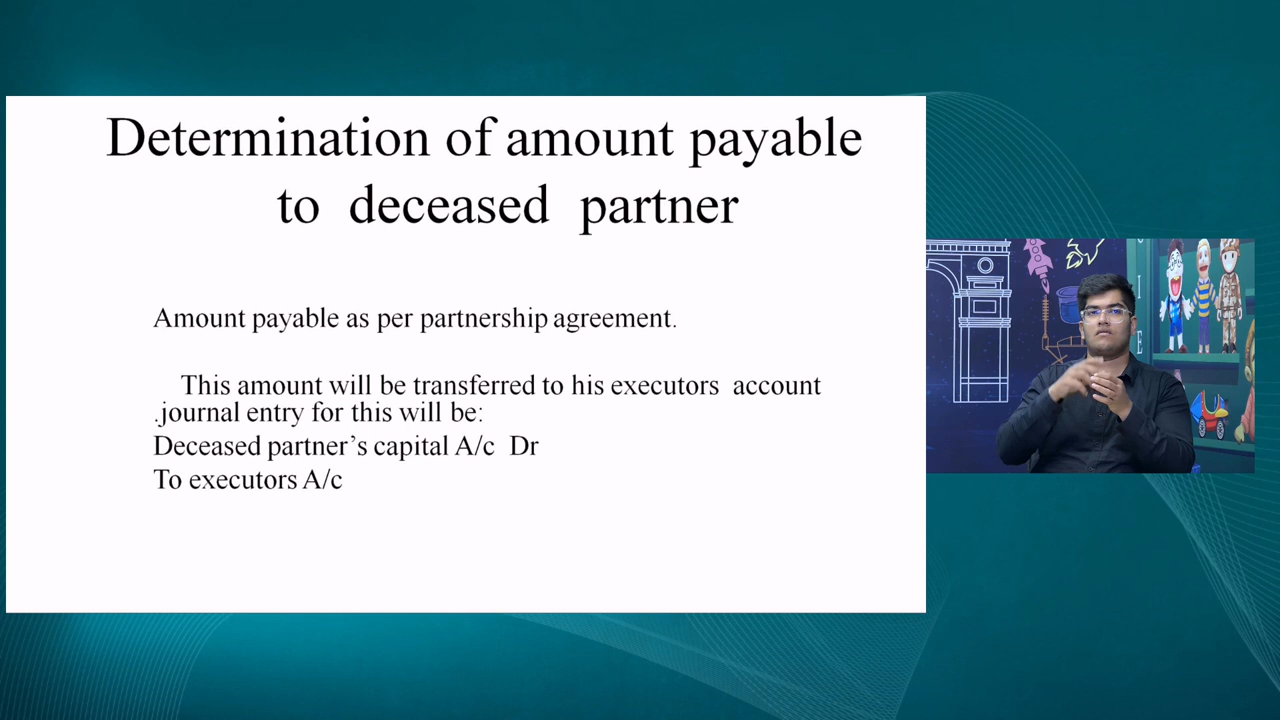 Determination of amount payable
to deceased partner
Amount payable as per partnership agreement.
This amount will be transferred to his executors account
.journal entry for this will be:
Deceased partner’s capital A/c Dr
To executors A/c